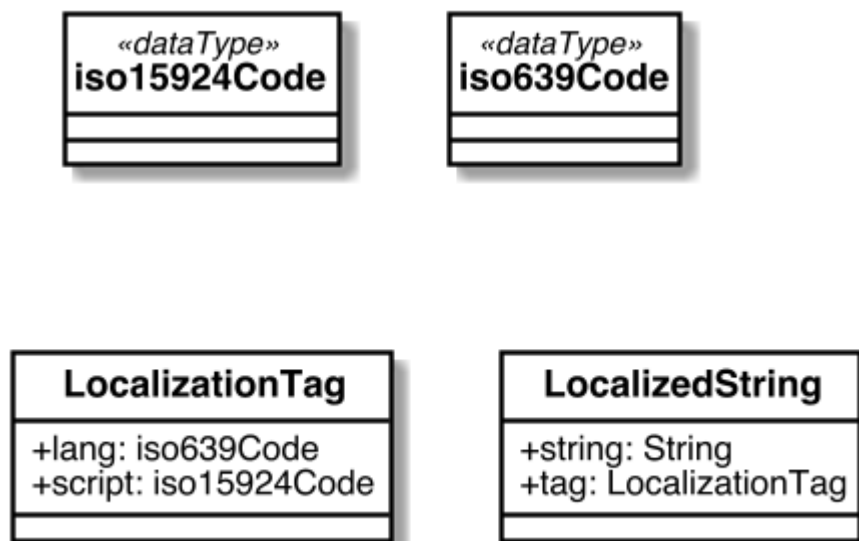 «dataType»
iso15924Code
«dataType»
iso639Code
LocalizationTag
+lang: iso639Code
+script: iso15924Code
LocalizedString
+string: String
+tag: LocalizationTag